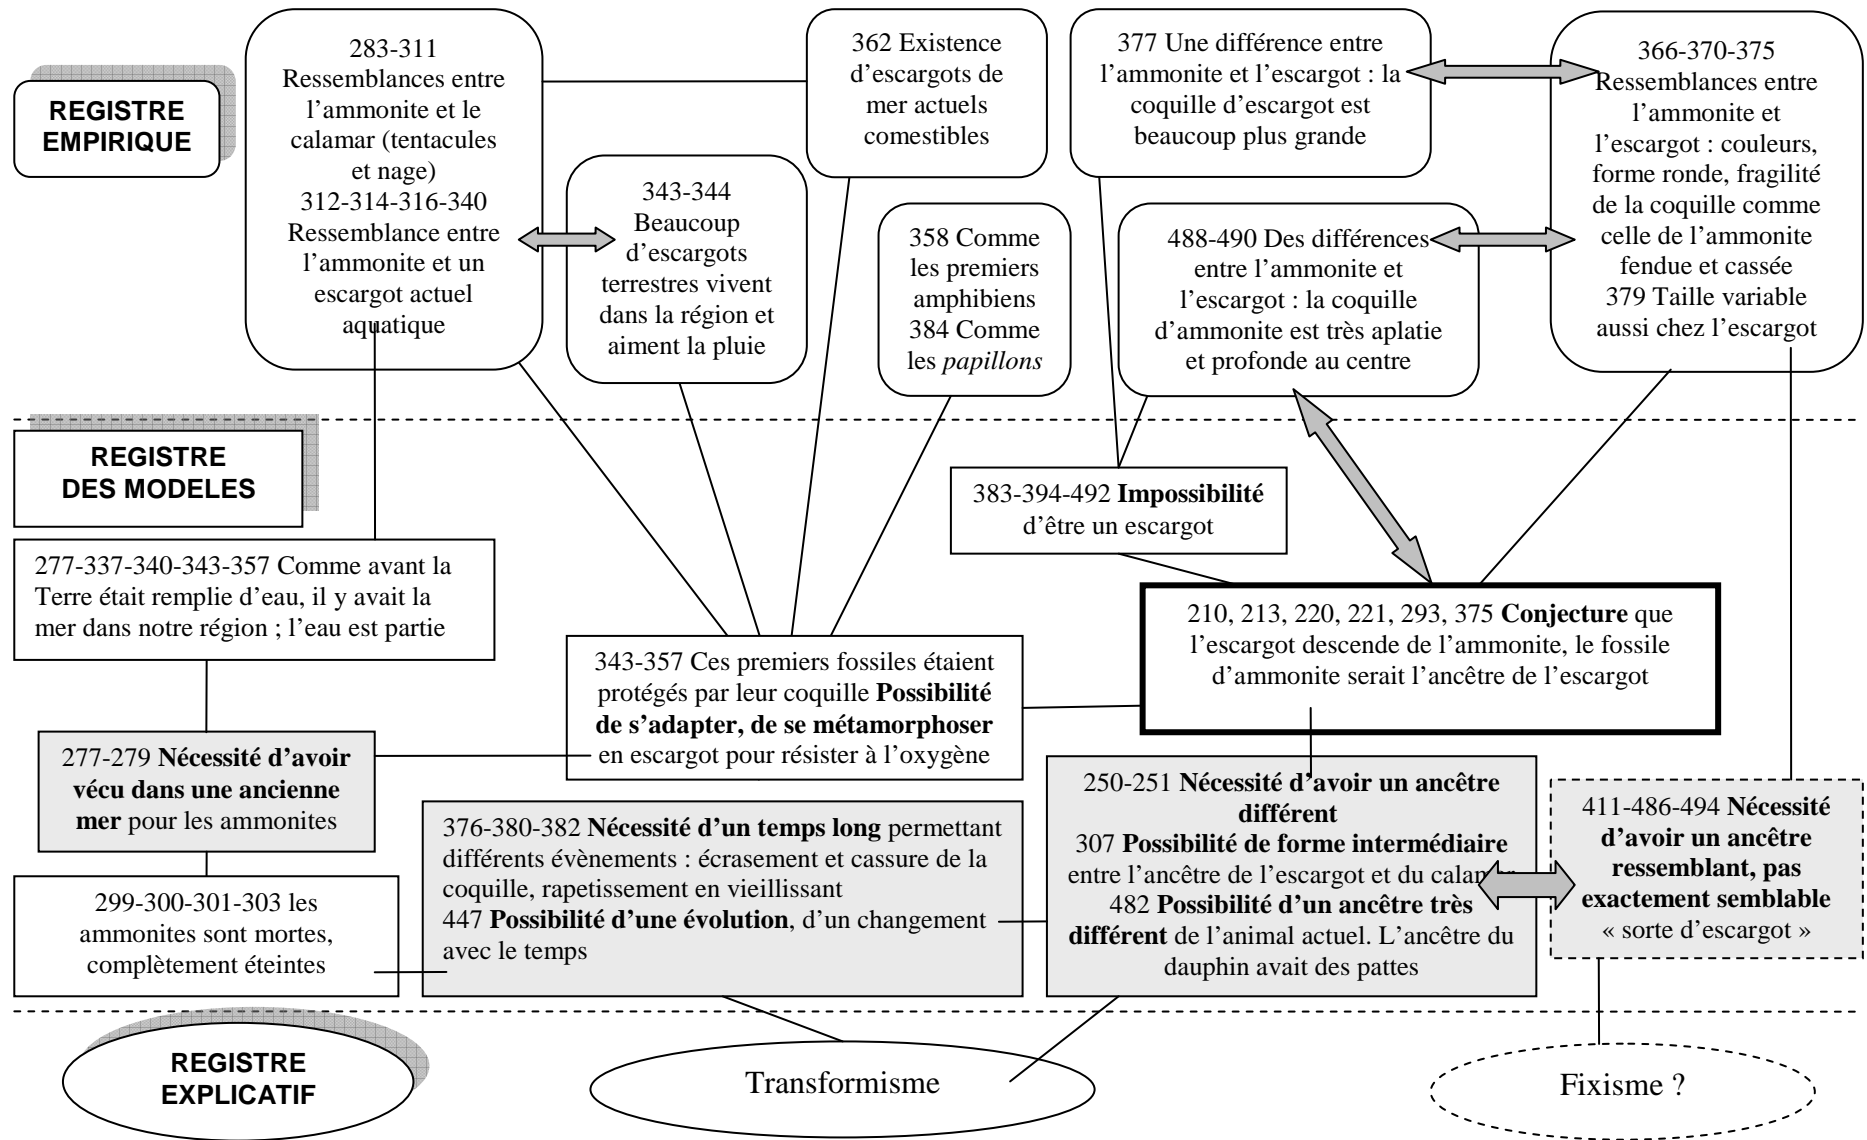 REGISTRE
EMPIRIQUE
283-311
Ressemblances entre
l’ammonite et le
calamar (tentacules
et nage)
312-314-316-340
Ressemblance entre
l’ammonite et un
escargot actuel
aquatique
343-344
Beaucoup
d’escargots
terrestres vivent
dans la région et
aiment la pluie
362 Existence
d’escargots de
mer actuels
comestibles
358 Comme
les premiers
amphibiens
384 Comme
les papillons
377 Une différence entre
l’ammonite et l’escargot : la
coquille d’escargot est
beaucoup plus grande
488-490 Des différences
entre l’ammonite et
l’escargot : la coquille
d’ammonite est très aplatie
et profonde au centre
366-370-375
Ressemblances entre
l’ammonite et
l’escargot : couleurs,
forme ronde, fragilité
de la coquille comme
celle de l’ammonite
fendue et cassée
379 Taille variable
aussi chez l’escargot
REGISTRE
DES MODELES
383-394-492 Impossibilité
d’être un escargot
277-337-340-343-357 Comme avant la
Terre était remplie d’eau, il y avait la
mer dans notre région ; l’eau est partie
343-357 Ces premiers fossiles étaient
protégés par leur coquille Possibilité
de s’adapter, de se métamorphoser
en escargot pour résister à l’oxygène
210, 213, 220, 221, 293, 375 Conjecture que
l’escargot descende de l’ammonite, le fossile
d’ammonite serait l’ancêtre de l’escargot
277-279 Nécessité d’avoir
vécu dans une ancienne
mer pour les ammonites
376-380-382 Nécessité d’un temps long permettant
différents évènements : écrasement et cassure de la
coquille, rapetissement en vieillissant
447 Possibilité d’une évolution, d’un changement
avec le temps
250-251 Nécessité d’avoir un ancêtre
différent
307 Possibilité de forme intermédiaire
entre l’ancêtre de l’escargot et du calamar
482 Possibilité d’un ancêtre très
différent de l’animal actuel. L’ancêtre du
dauphin avait des pattes
411-486-494 Nécessité
d’avoir un ancêtre
ressemblant, pas
exactement semblable
« sorte d’escargot »
299-300-301-303 les
ammonites sont mortes,
complètement éteintes
REGISTRE
EXPLICATIF
Transformisme
Fixisme ?